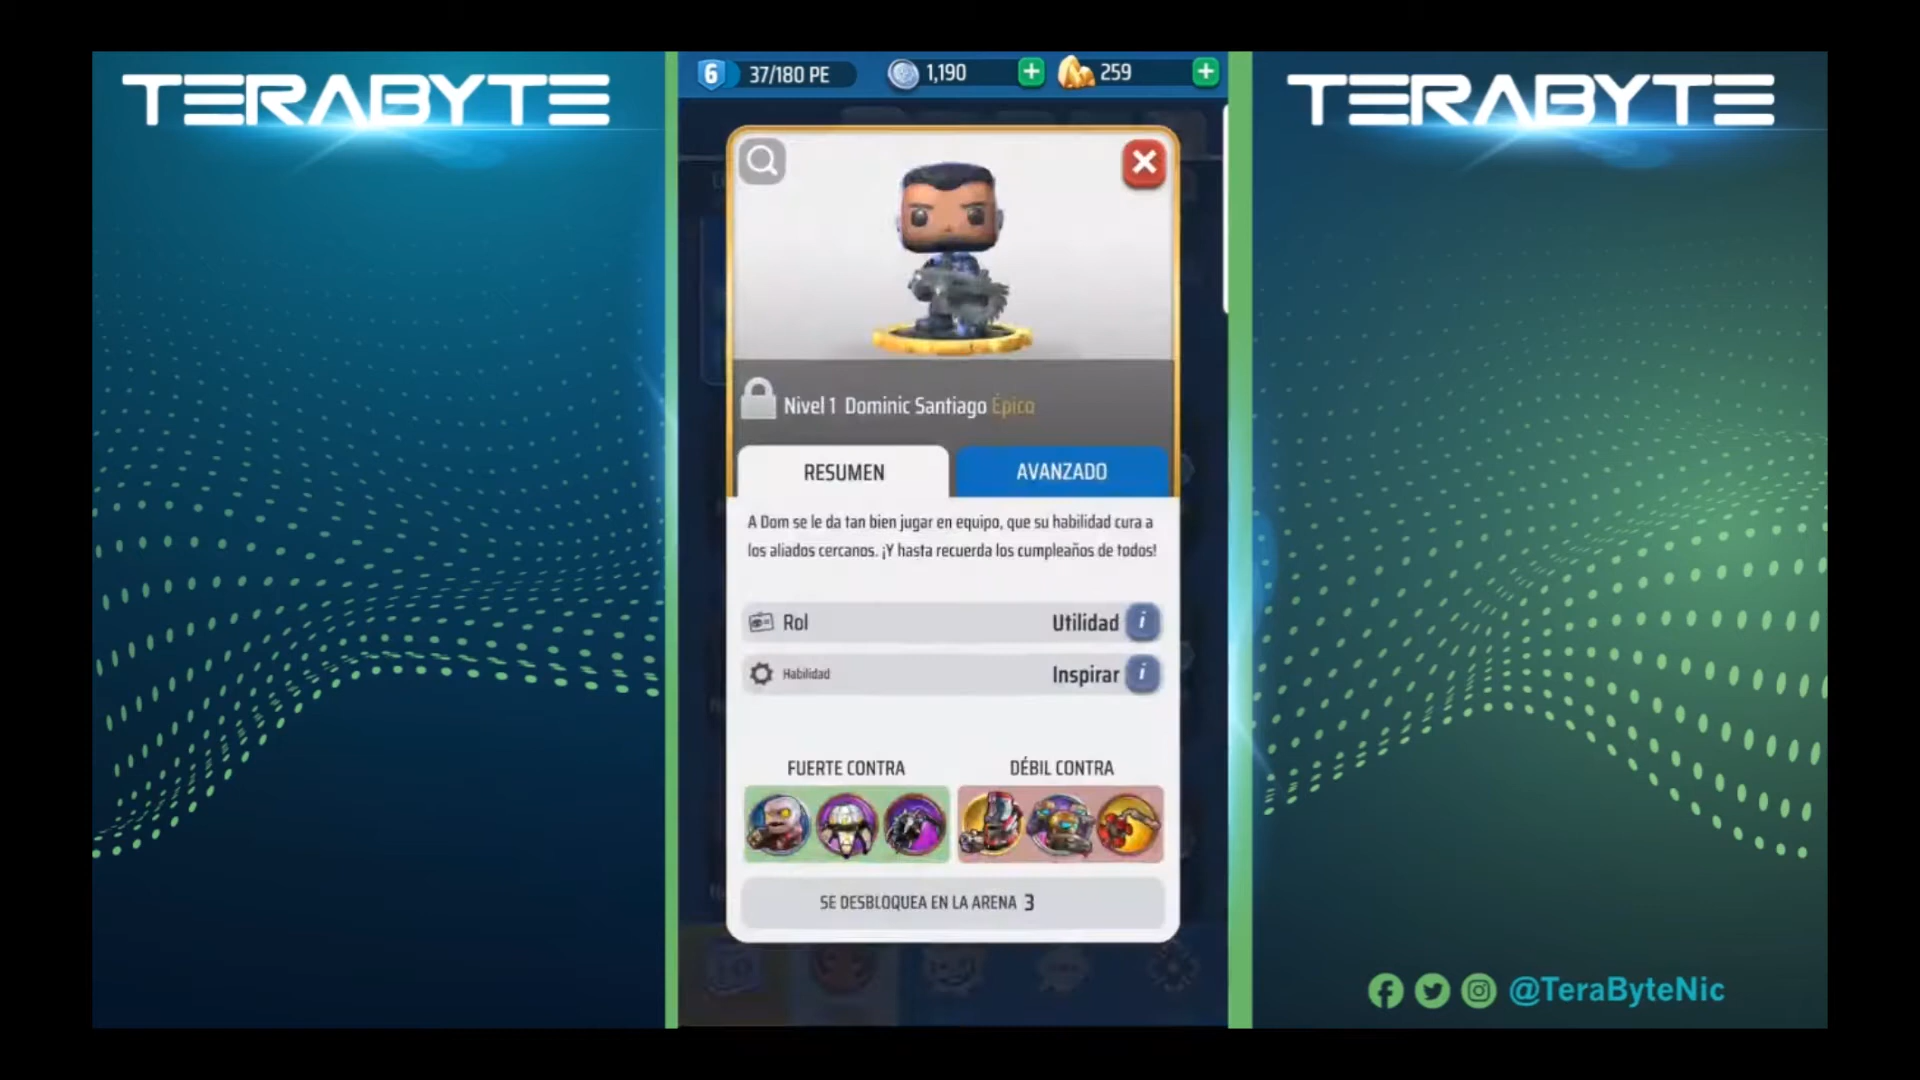 TERABYTE
6 37/180 PE 1,190 259
TERABYTE
Nivel 1 Dominic Santiago Épico
RESUMEN
AVANZADO
A Dom se le da tan bien jugar en equipo, que su habilidad cura a
los aliados cercanos. ¡Y hasta recuerda los cumpleaños de todos!
Rol
Utilidad
Habilidad
Inspirar
FUERTE CONTRA
DÉBIL CONTRA
SE DESBLOQUEA EN LA ARENA 3
@TeraByteNic